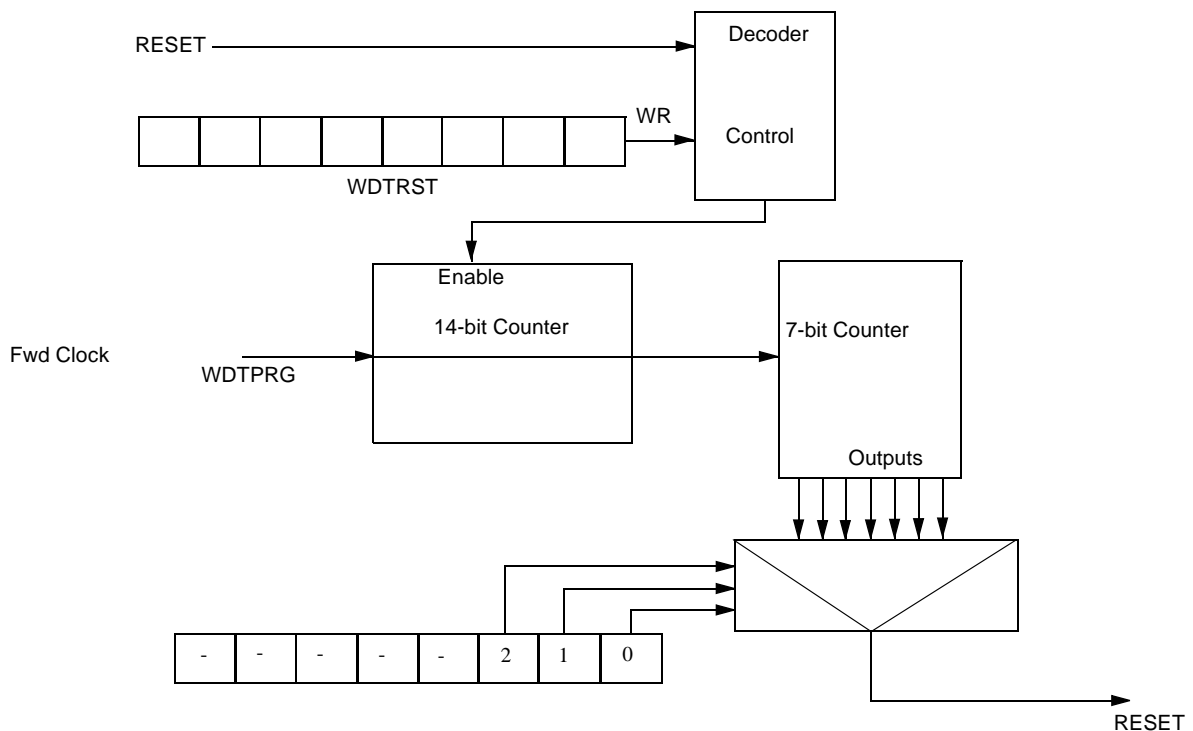 Decoder
RESET
WR
Control
WDTRST
Enable
14-bit Counter
7-bit Counter
Fwd Clock
WDTPRG
Outputs
- - - - - 2 1 0
RESET